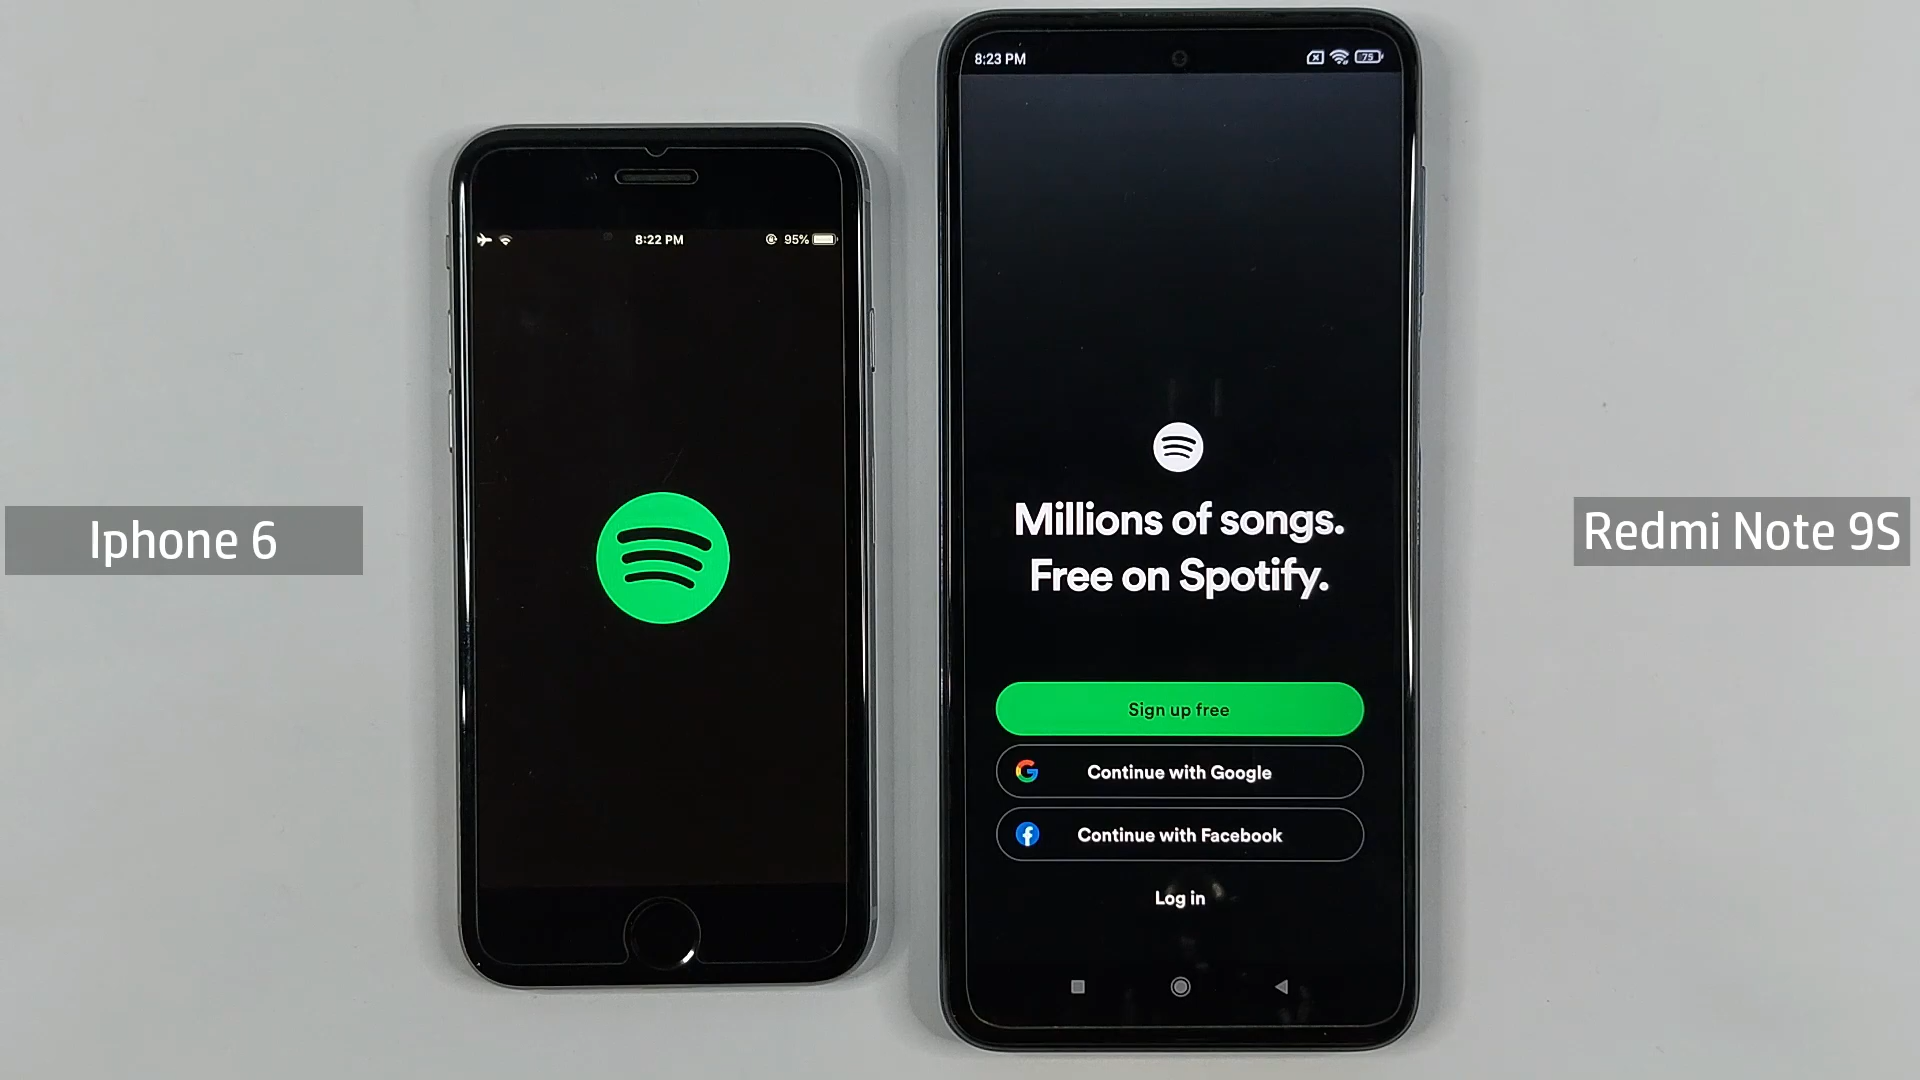 8:22 PM
95%
Iphone 6
8:23 PM
75
Millions of songs.
Free on Spotify.
Sign up free
Continue with Google
Continue with Facebook
Log in
Redmi Note 9S